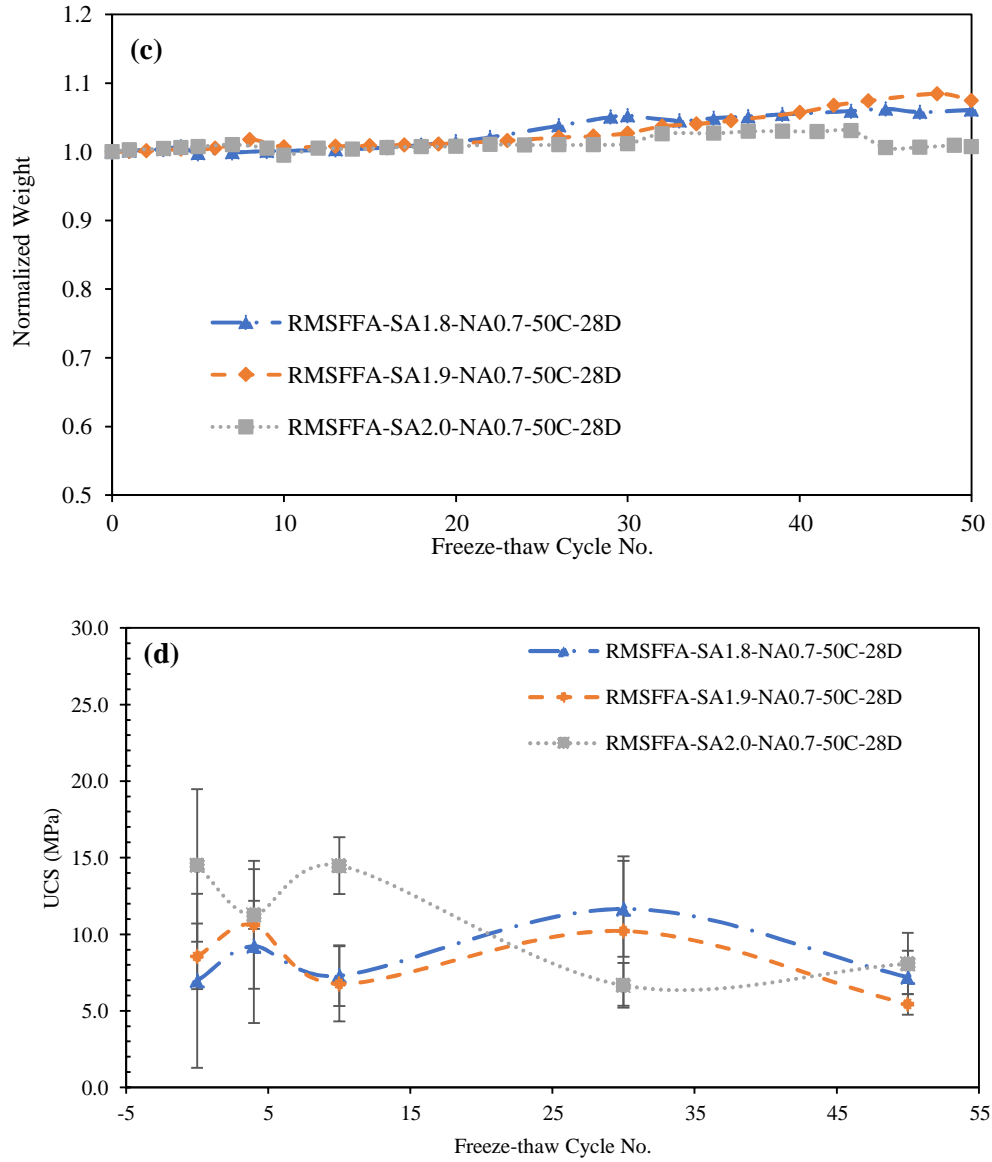 (c)
Normalized Weight
1.2
1.1
1.0
0.9
0.8
0.7
0.6
0.5
RMSFFA-SA1.8-NA0.7-50C-28D
RMSFFA-SA1.9-NA0.7-50C-28D
RMSFFA-SA2.0-NA0.7-50C-28D
0 10 20 30 40 50
Freeze-thaw Cycle No.
(d)
UCS (MPa)
30.0
25.0
20.0
15.0
10.0
5.0
0.0
RMSFFA-SA1.8-NA0.7-50C-28D
RMSFFA-SA1.9-NA0.7-50C-28D
RMSFFA-SA2.0-NA0.7-50C-28D
-5 5 15 25 35 45 55
Freeze-thaw Cycle No.